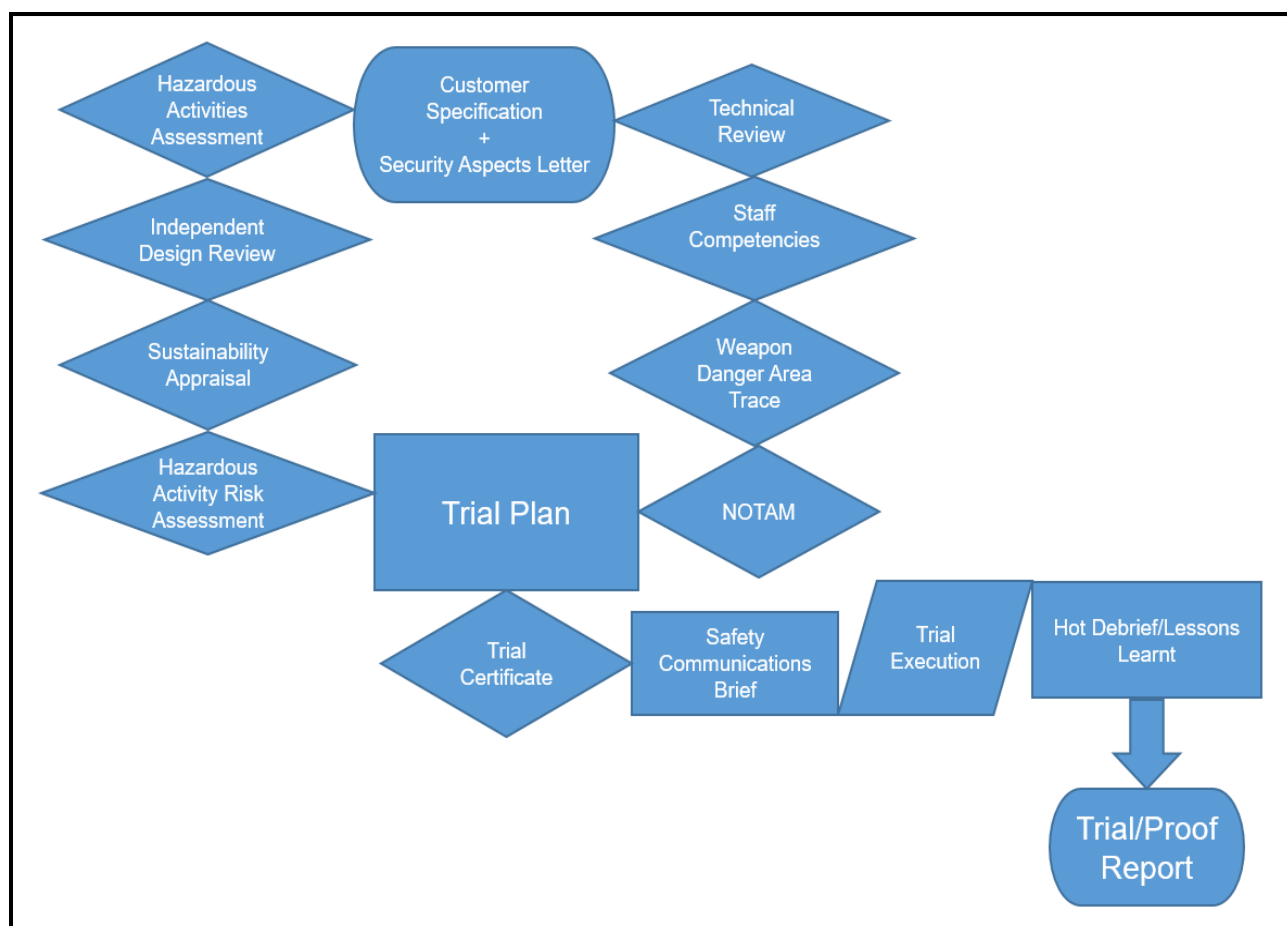 Hazardous
Activities
Assessment
Customer
Specification
+
Security Aspects Letter
Technical
Review
Independent
Design Review
Staff
Competencies
Sustainability
Appraisal
Weapon
Danger Area
Trace
Hazardous
Activity Risk
Assessment
Trial Plan
NOTAM
Trial
Certificate
Safety
Communications
Brief
Trial
Execution
Hot Debrief/Lessons
Learnt
Trial/Proof
Report